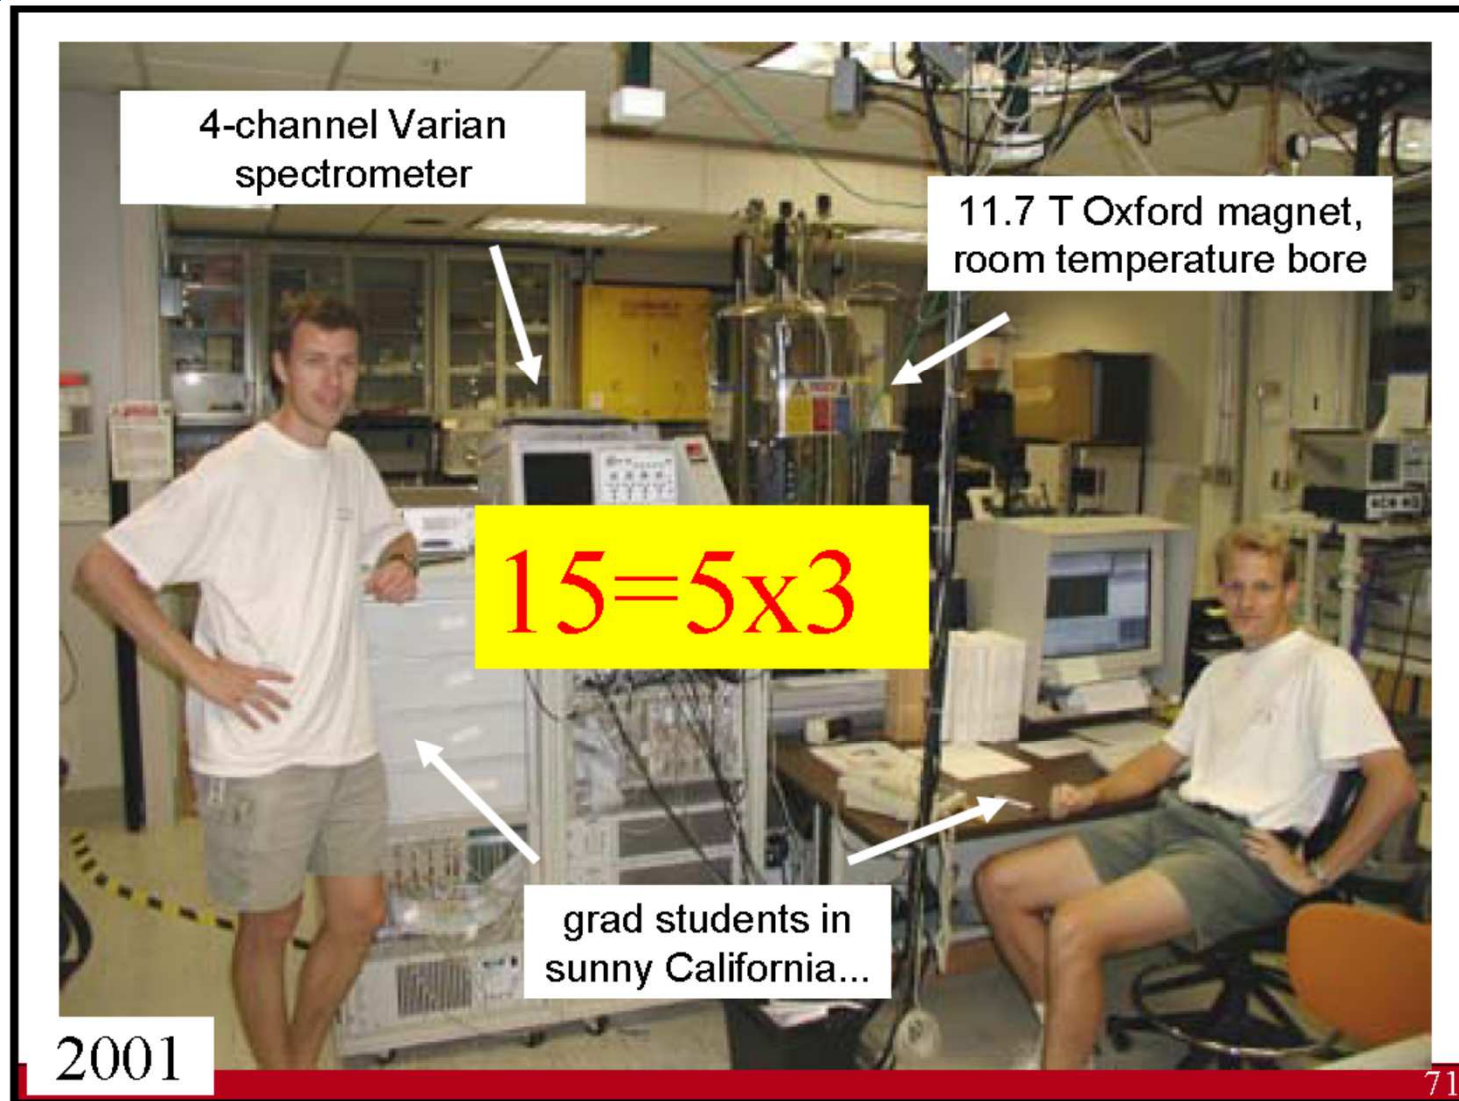 4-channel Varian
spectrometer
11.7 T Oxford magnet,
room temperature bore
15=5x3
grad students in
sunny California...
2001
71